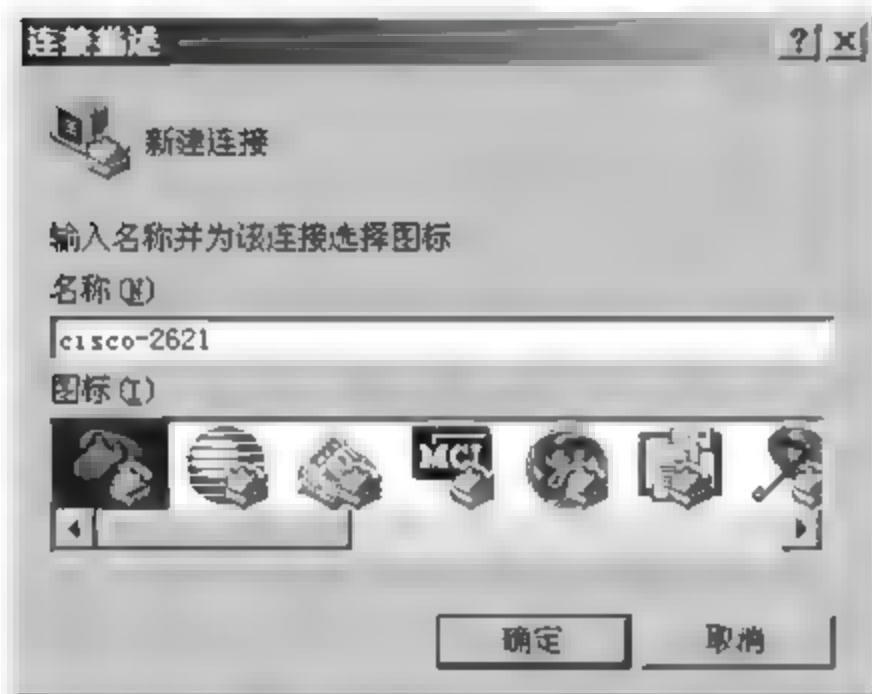 连接描述
新建连接
输入名称并为该连接选择图标
名称(N)
cisco-2621
图标(I)
MCI
确定
取消